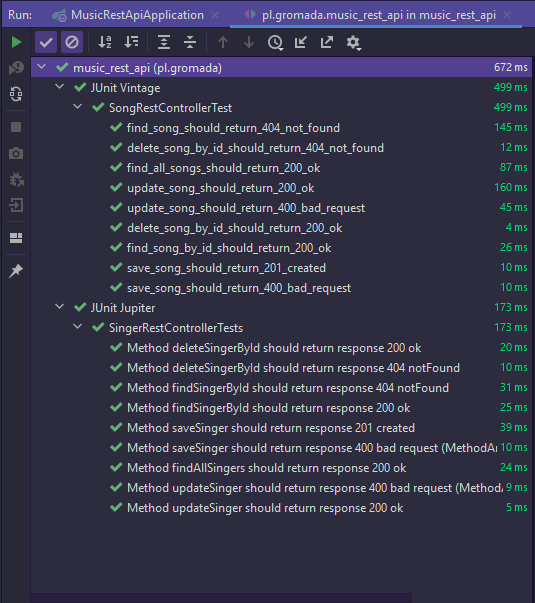 Run: MusicRestApiApplication pl.gromada.music_rest_api in music_rest_api
music_rest_api (pl.gromada) 672 ms
JUnit Vintage 499 ms
SongRestControllerTest 499 ms
find_song_should_return_404_not_found 145 ms
delete_song_by_id_should_return_404_not_found 12 ms
find_all_songs_should_return_200_ok 87 ms
update_song_should_return_200_ok 160 ms
update_song_should_return_400_bad_request 45 ms
delete_song_by_id_should_return_200_ok 4 ms
find_song_by_id_should_return_200_ok 26 ms
save_song_should_return_201_created 10 ms
save_song_should_return_400_bad_request 10 ms
JUnit Jupiter 173 ms
SingerRestControllerTests 173 ms
Method deleteSingerById should return response 200 ok 20 ms
Method deleteSingerById should return response 404 notFound 10 ms
Method findSingerById should return response 404 notFound 31 ms
Method findSingerById should return response 200 ok 25 ms
Method saveSinger should return response 201 created 39 ms
Method saveSinger should return response 400 bad request (MethodAr 10 ms
Method findAllSingers should return response 200 ok 24 ms
Method updateSinger should return response 400 bad request (MethodA 9 ms
Method updateSinger should return response 200 ok 5 ms